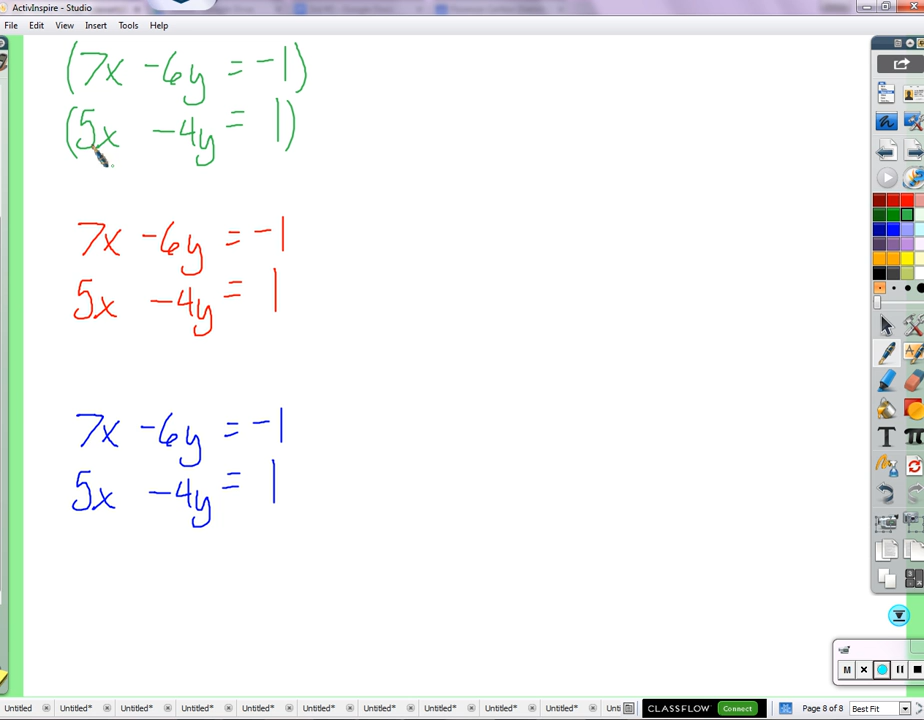 ActivInspire - Studio
File Edit View Insert Tools Help
(7x -6y = -1)
(5x -4y = 1)
7x -6y = -1
5x -4y = 1
7x -6y = -1
5x -4y = 1
M
Untitled Untitled* Untitled* Untitled* Untitled* Untitled* Untitled* Untitled* Untitled* Unti CLASSFLOW Connect Page 8 of 8 Best Fit